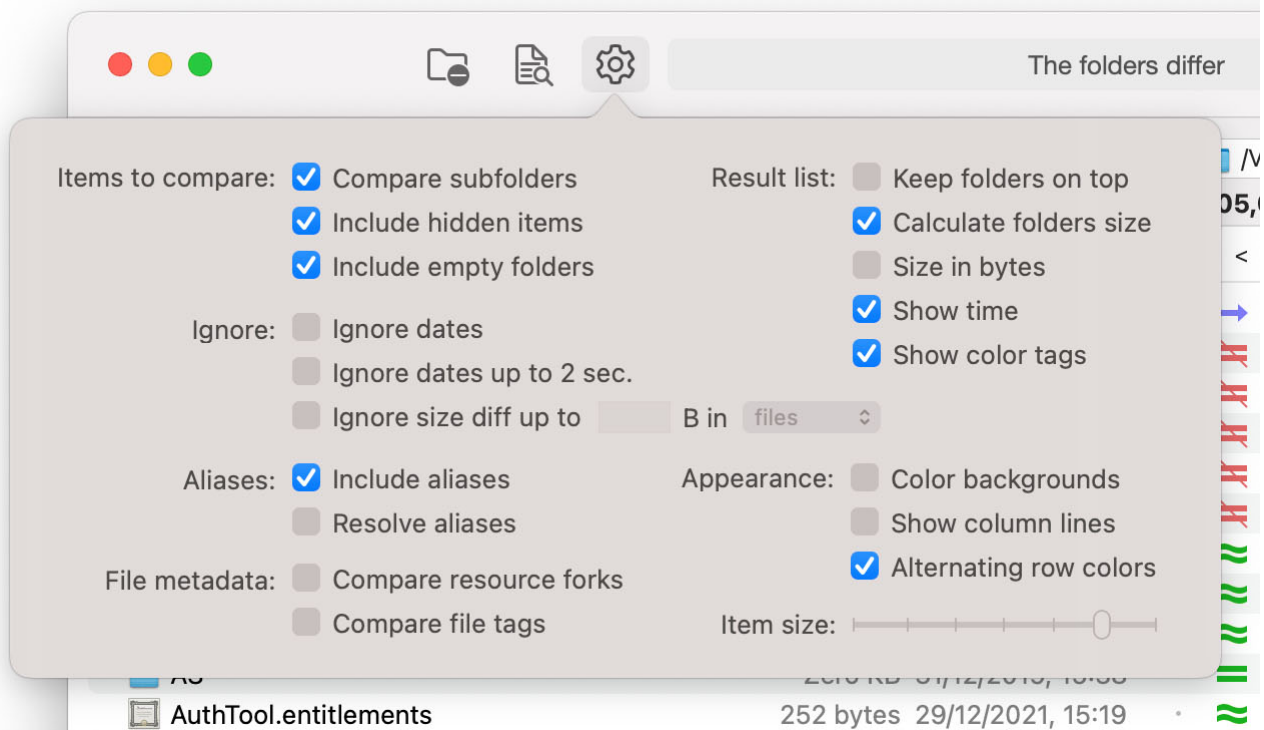 The folders differ
Items to compare: Compare subfolders
Include hidden items
Include empty folders
Ignore: Ignore dates
Ignore dates up to 2 sec.
Ignore size diff up to B in files
Aliases: Include aliases
Resolve aliases
File metadata: Compare resource forks
Compare file tags
Result list: Keep folders on top
Calculate folders size
Size in bytes
Show time
Show color tags
Appearance: Color backgrounds
Show column lines
Alternating row colors
Item size:
05,
<
AuthTool.entitlements 252 bytes 29/12/2021, 15:19